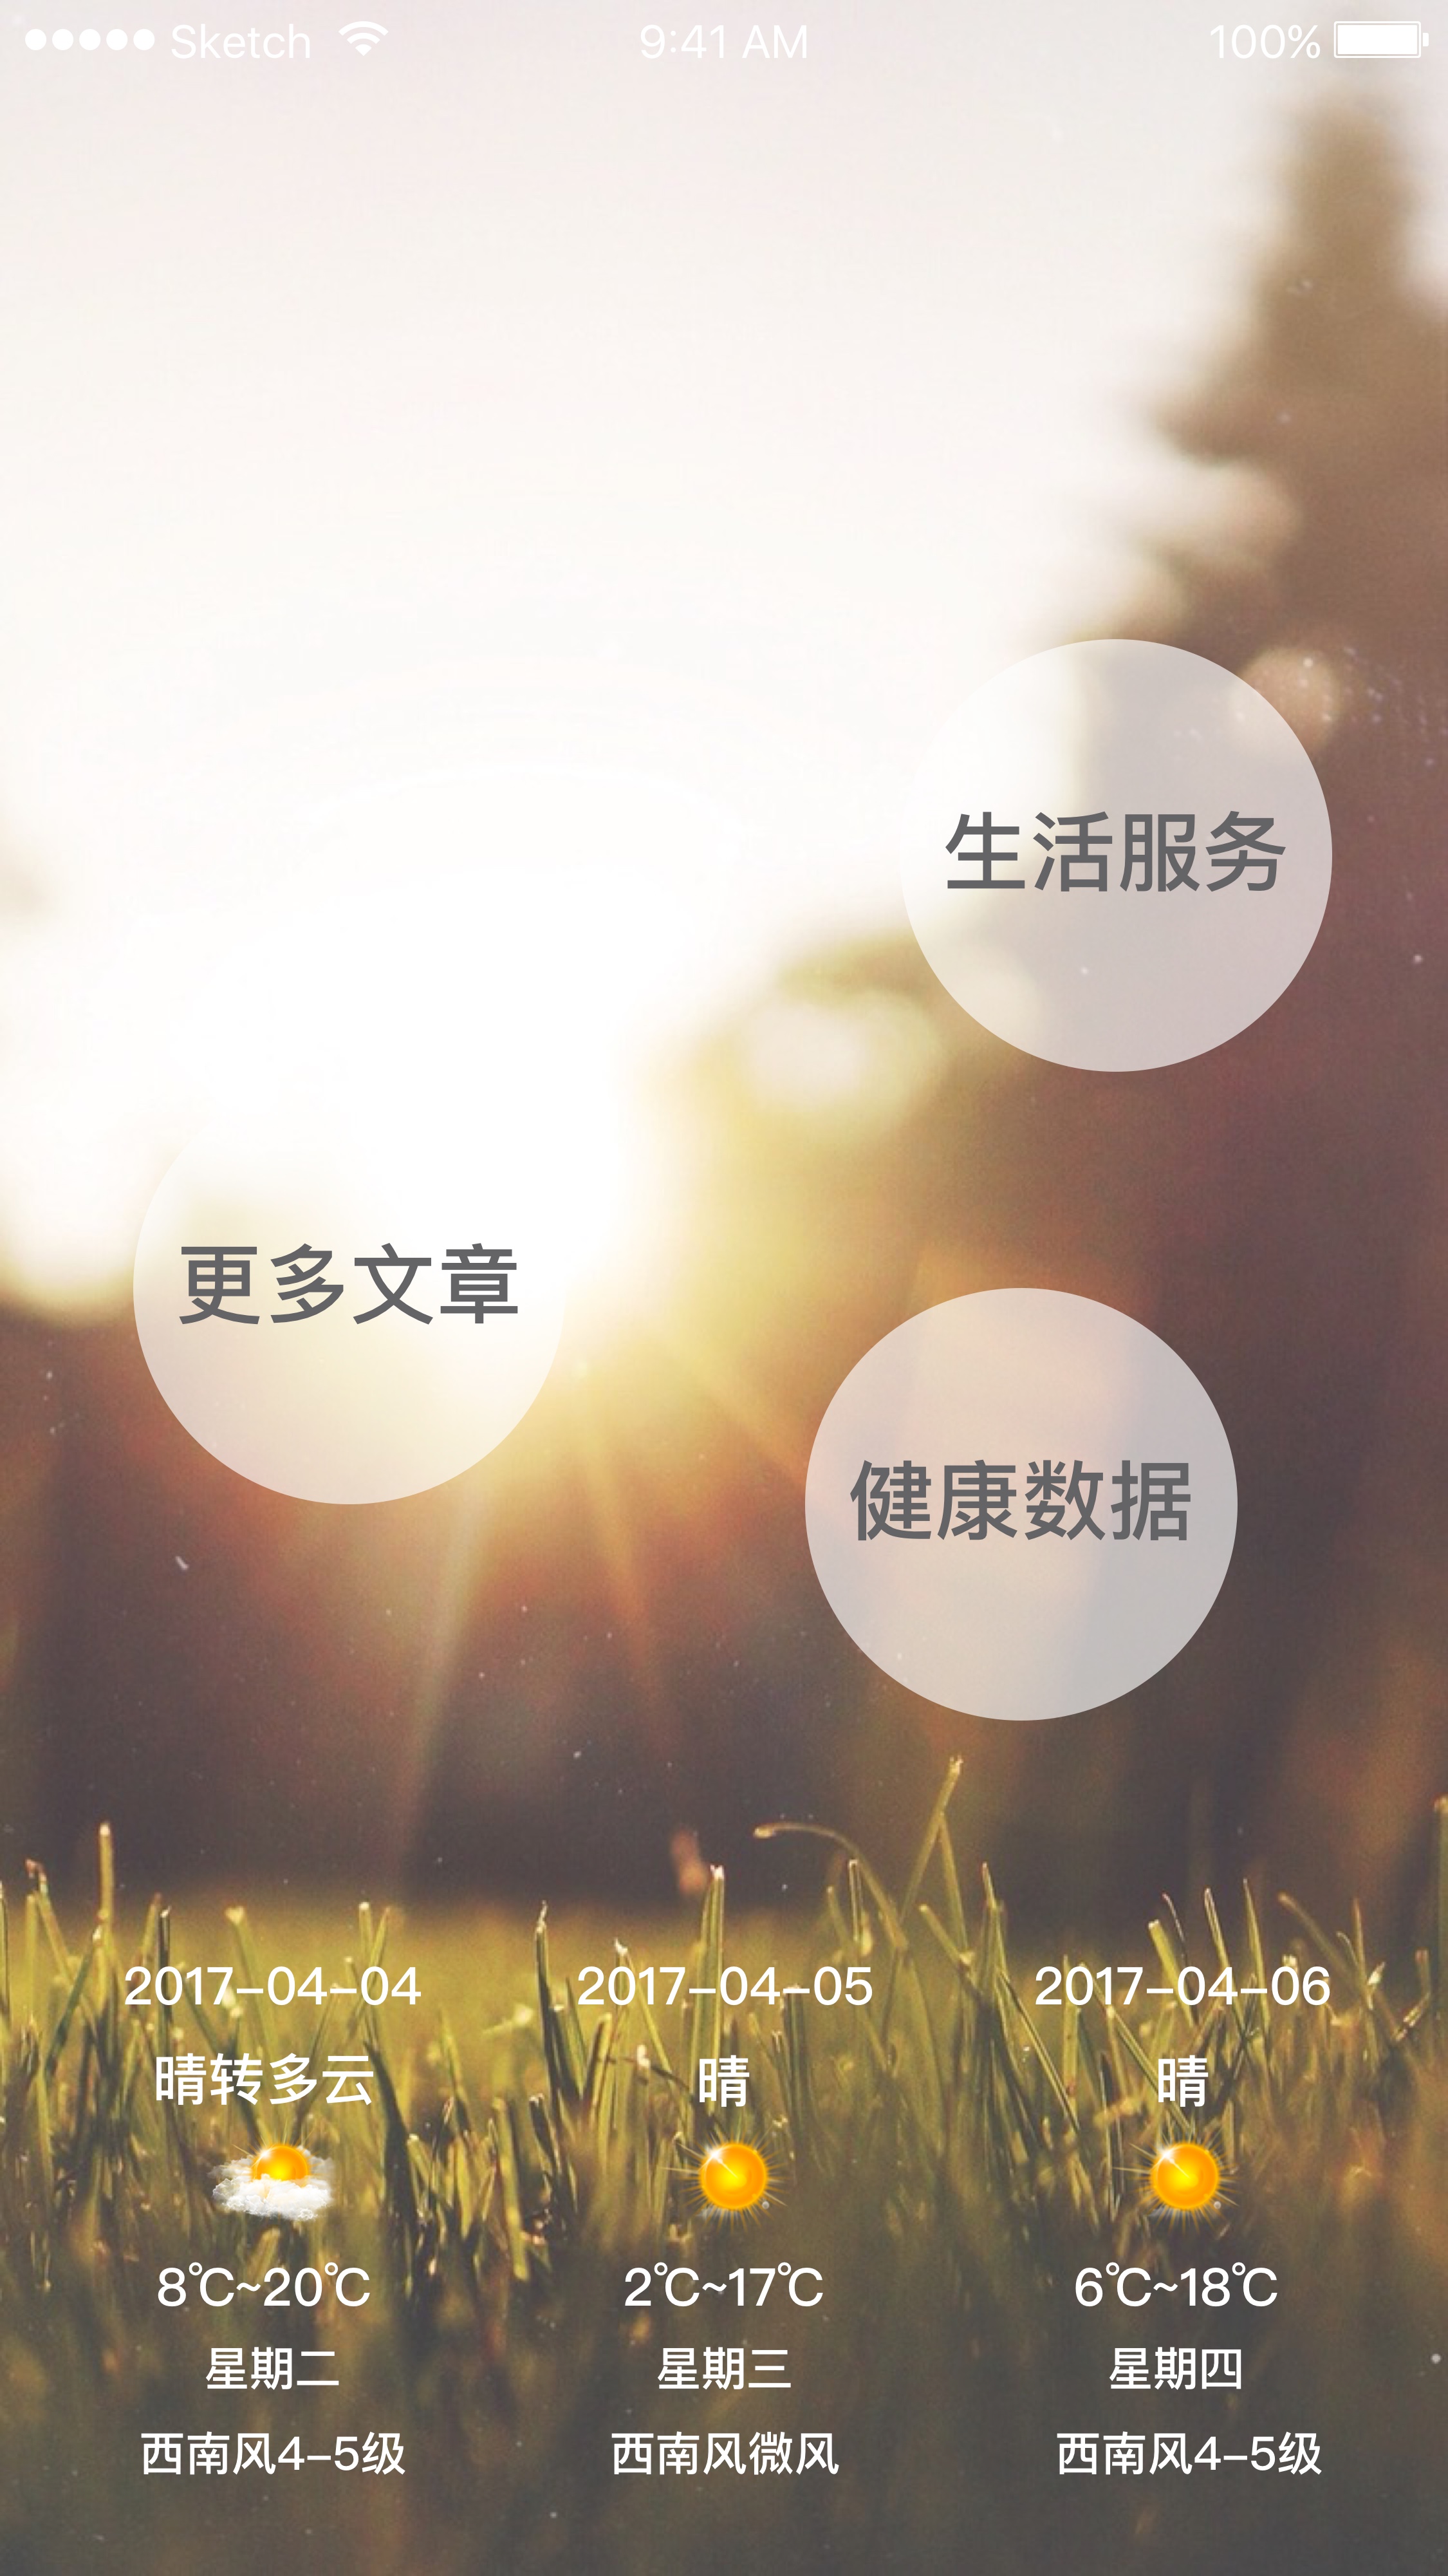 Sketch 9:41 AM 100%
生活服务
更多文章
健康数据
2017-04-04 2017-04-05 2017-04-06
晴转多云 晴 晴
8℃~20℃ 2℃~17℃ 6℃~18℃
星期二 星期三 星期四
西南风4-5级 西南风微风 西南风4-5级